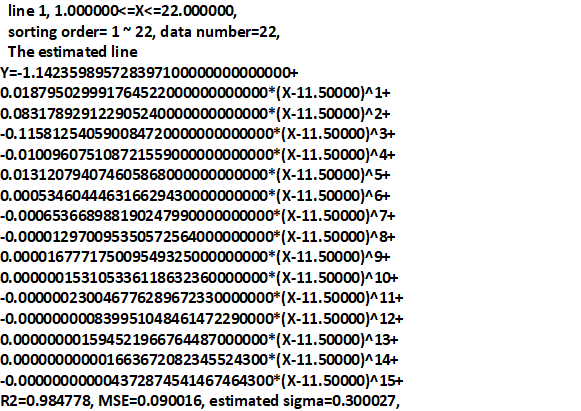 line 1, 1.000000<=X<=22.000000,
sorting order= 1 ~ 22, data number=22,
The estimated line
Y=-1.142359895728397100000000000000+
0.018795029991764522000000000000*(X-11.50000)^1+
0.083178929122905240000000000000*(X-11.50000)^2+
-0.115812540590084720000000000000*(X-11.50000)^3+
-0.010096075108721559000000000000*(X-11.50000)^4+
0.013120794074605868000000000000*(X-11.50000)^5+
0.000534604446316629430000000000*(X-11.50000)^6+
-0.000653668988190247990000000000*(X-11.50000)^7+
-0.000012970095350572564000000000*(X-11.50000)^8+
0.000016777175009549325000000000*(X-11.50000)^9+
0.000000153105336118632360000000*(X-11.50000)^10+
-0.000000230046776289672330000000*(X-11.50000)^11+
-0.000000000839951048461472290000*(X-11.50000)^12+
0.000000001594521966764487000000*(X-11.50000)^13+
0.000000000001663672082345524300*(X-11.50000)^14+
-0.000000000004372874541467464300*(X-11.50000)^15+
R2=0.984778, MSE=0.090016, estimated sigma=0.300027,